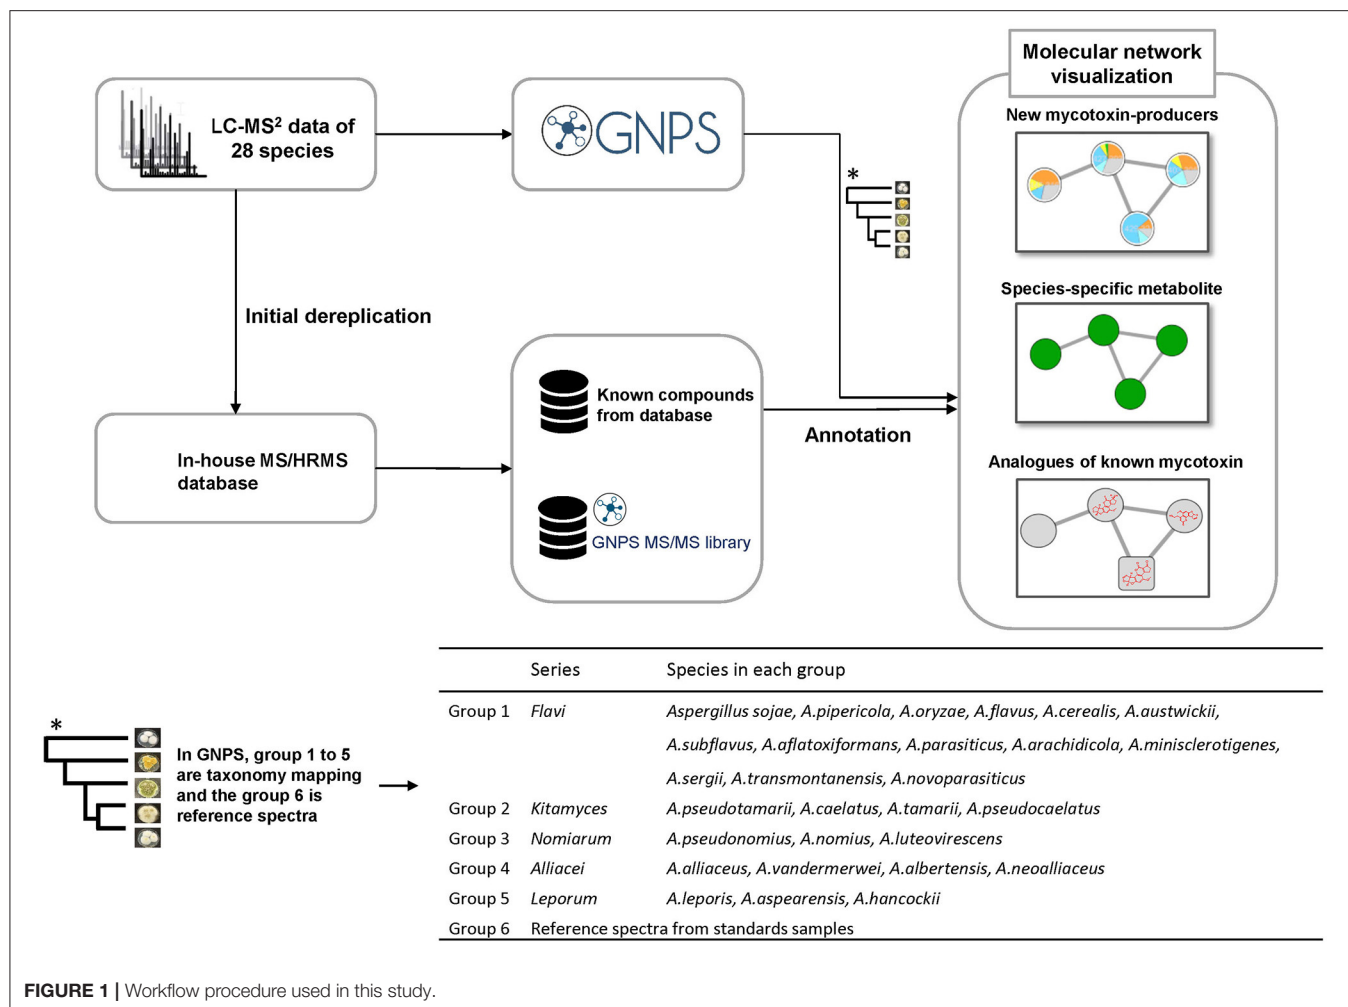 LC-MS² data of
28 species
GNPS
Molecular network
visualization
New mycotoxin-producers
*
Species-specific metabolite
Initial dereplication
Known compounds
from database
Annotation
In-house MS/HRMS
database
GNPS MS/MS library
Analogues of known mycotoxin
*
In GNPS, group 1 to 5
are taxonomy mapping
and the group 6 is
reference spectra
Series Species in each group
Group 1 Flavi Aspergillus sojae, A.pipericola, A.oryzae, A.flavus, A.cerealis, A.austwickii,
A.subflavus, A.aflatoxiformans, A.parasiticus, A.arachidicola, A.minisclerotigenes,
A.sergii, A.transmontanensis, A.novoparasiticus
Group 2 Kitamyces A.pseudotamarii, A.caelatus, A.tamarii, A.pseudocaelatus
Group 3 Nomiarum A.pseudonomius, A.nomius, A.luteovirescens
Group 4 Alliacei A.alliaceus, A.vandermerwei, A.albertensis, A.neoalliaceus
Group 5 Leporum A.leporis, A.aspearensis, A.hancockii
Group 6 Reference spectra from standards samples
FIGURE 1 | Workflow procedure used in this study.